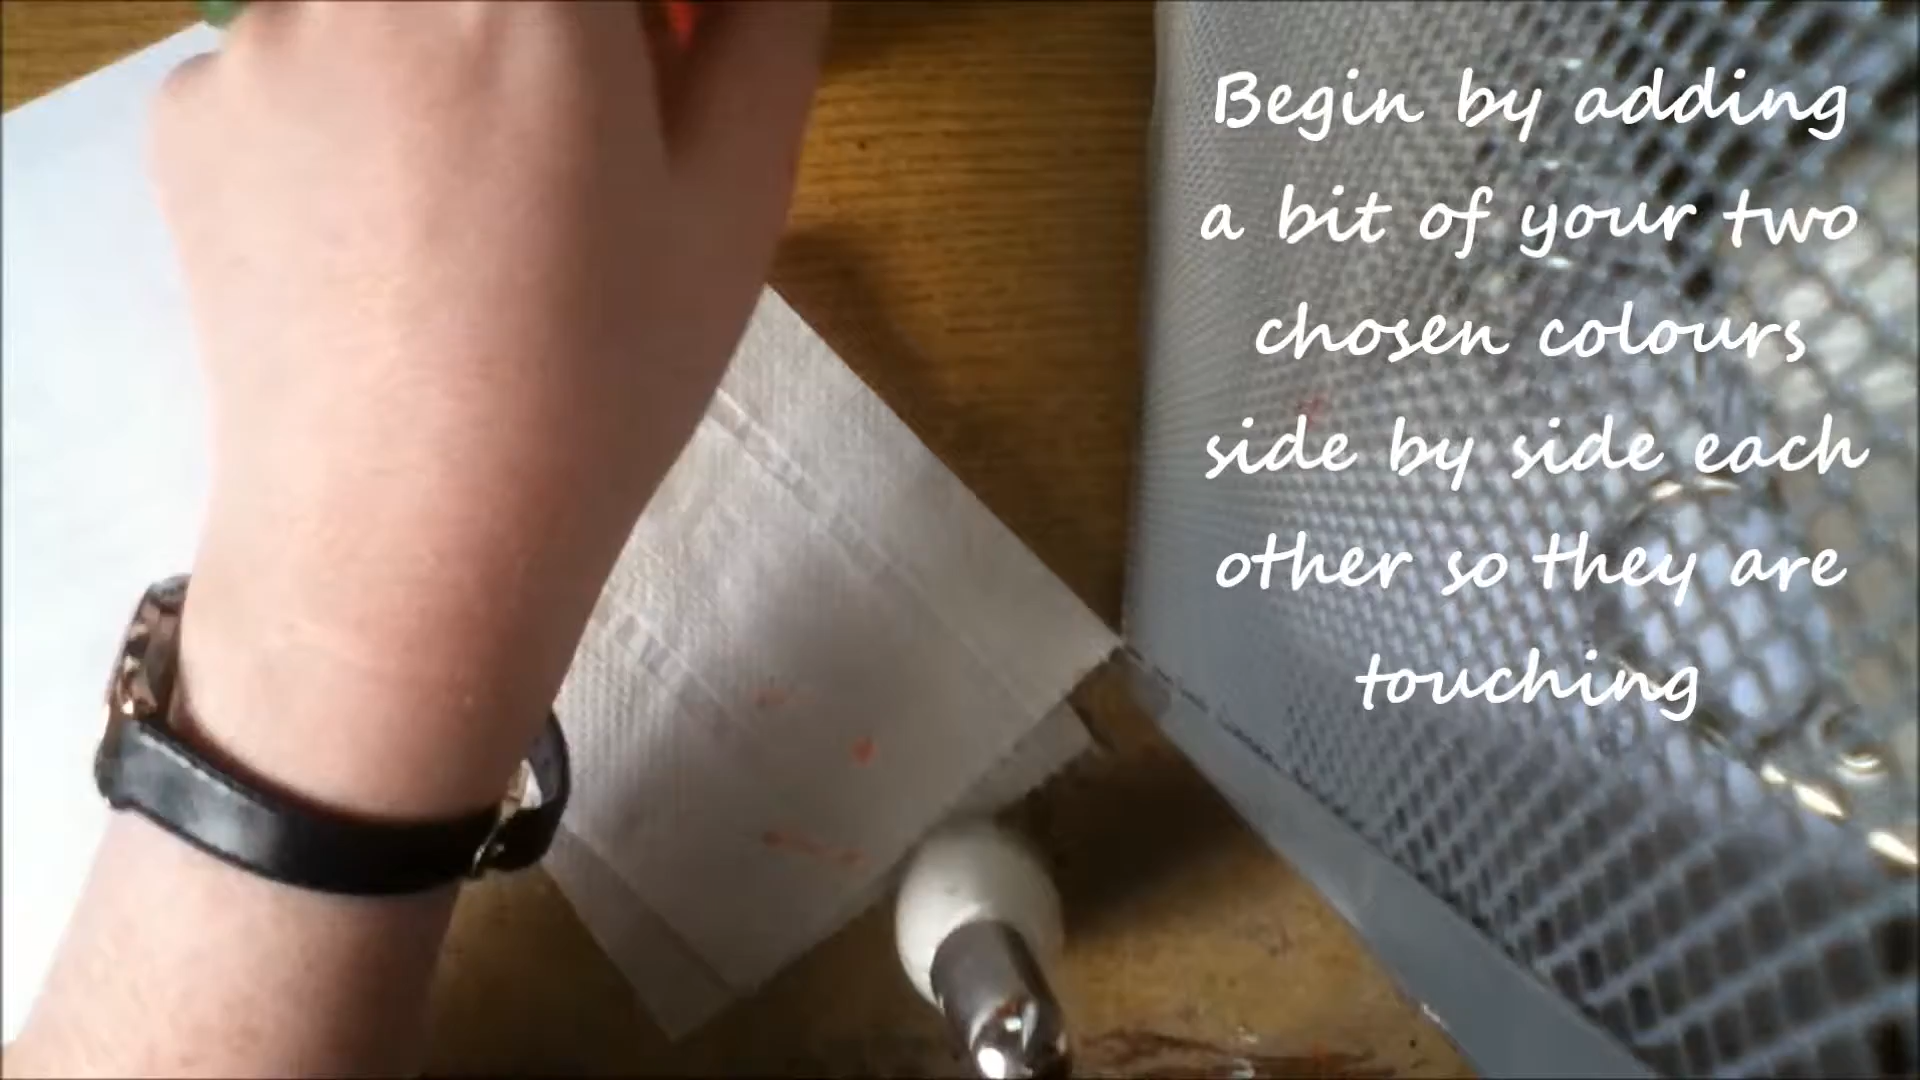 Begin by adding
a bit of your two
chosen colours
side by side each
other so they are
touching